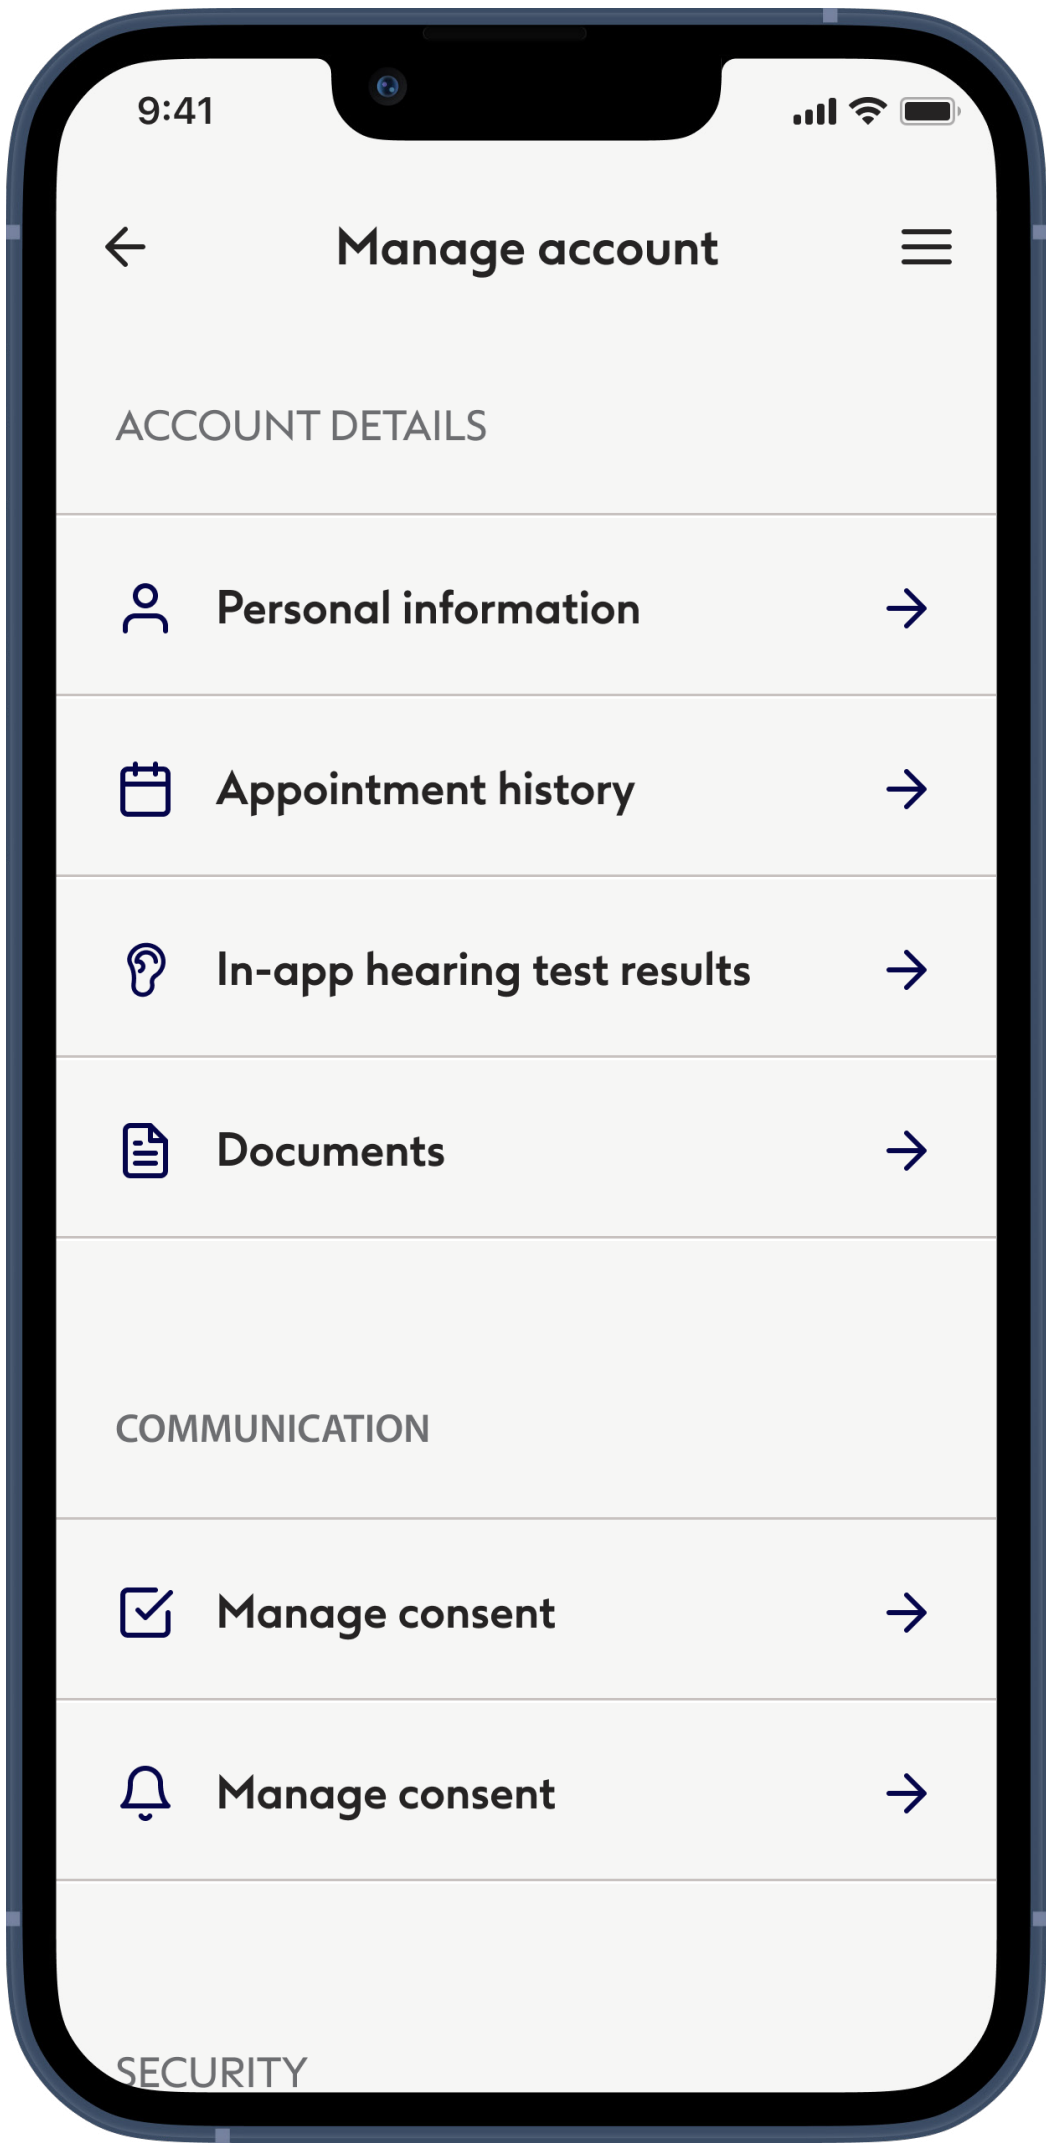 9:41
Manage account
ACCOUNT DETAILS
Personal information
Appointment history
In-app hearing test results
Documents
COMMUNICATION
Manage consent
Manage consent
SECURITY